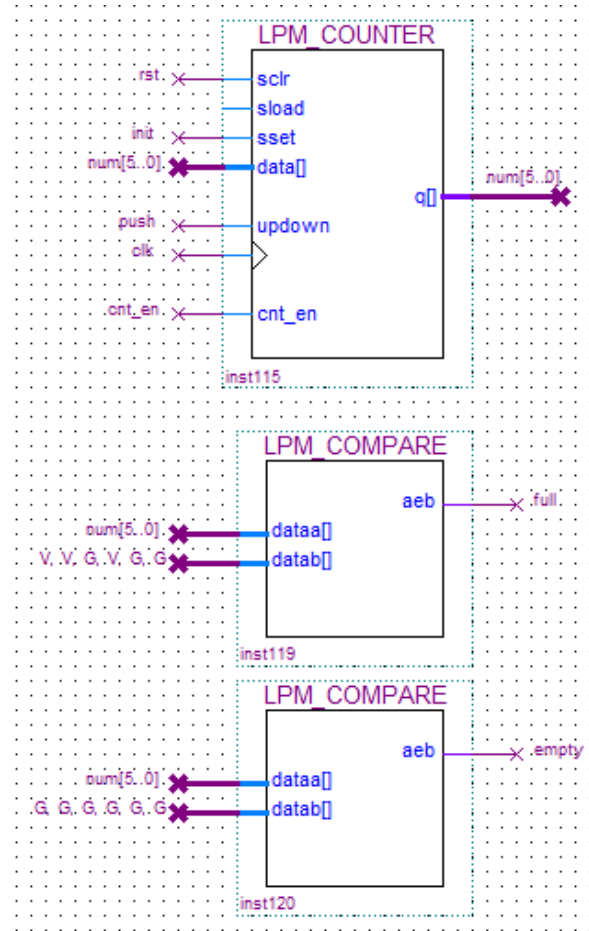 LPM_COUNTER
rst
sclr
sload
init
sset
num[5..0]
data[]
num[5..0]
q[]
push
updown
clk
cnt_en
cnt_en
inst115
LPM_COMPARE
aeb
full
num[5..0]
dataa[]
V, V, G, V, G, G
datab[]
inst119
LPM_COMPARE
aeb
empty
num[5..0]
dataa[]
G, G, G, G, G, G
datab[]
inst120